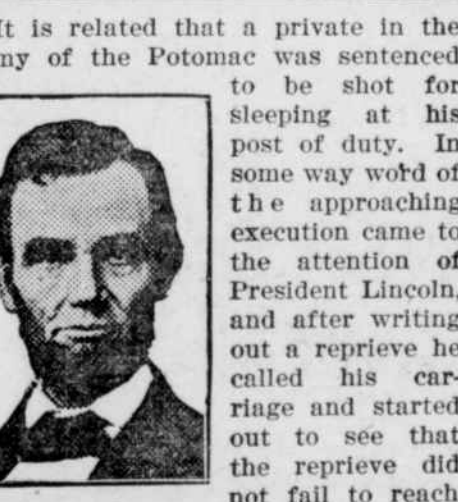 It is related that a private in the
ny of the Potomac was sentenced
to be shot for
sleeping at his
post of duty. In
some way word of
the approaching
execution came to
the attention of
President Lincoln,
and after writing
out a reprieve he
called his car-
riage and started
out to see that
the reprieve did
not fail to reach